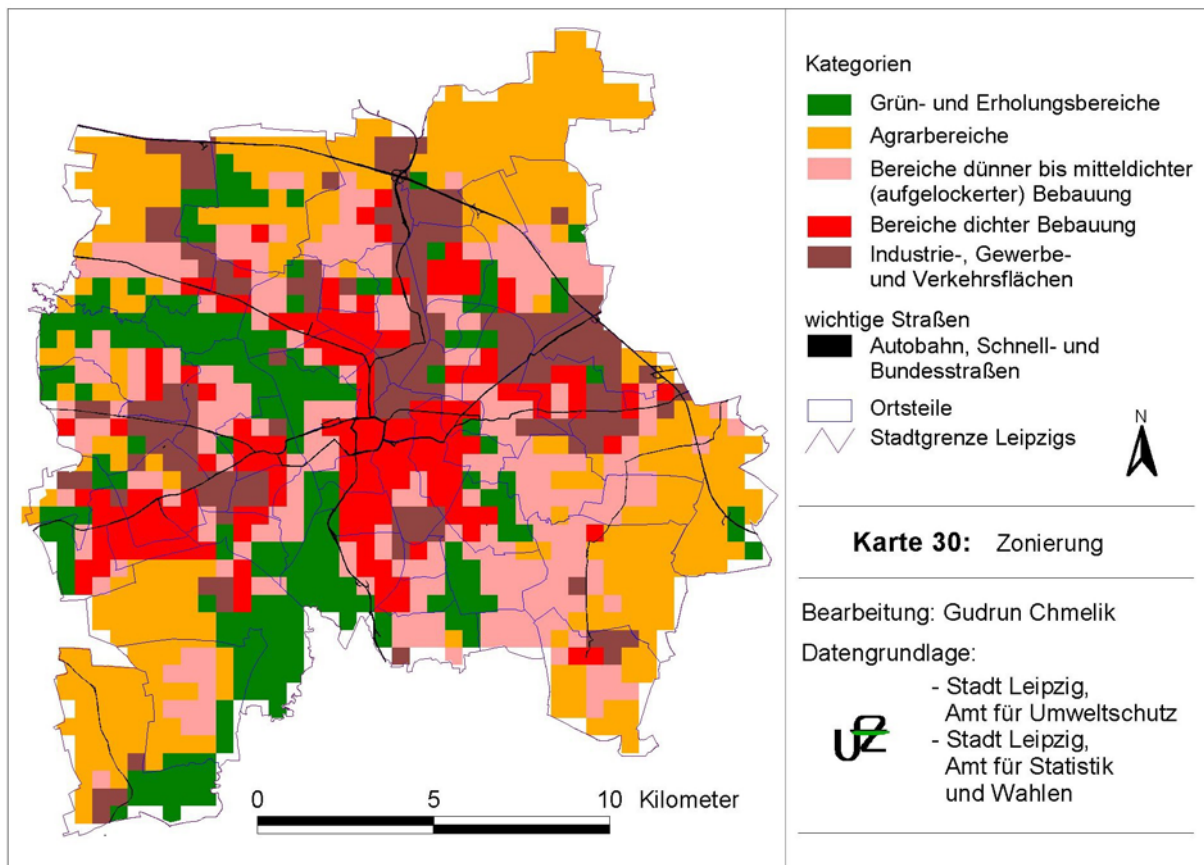 Kategorien
Grün- und Erholungsbereiche
Agrarbereiche
Bereiche dünner bis mitteldichter
(aufgelockerter) Bebauung
Bereiche dichter Bebauung
Industrie-, Gewerbe-
und Verkehrsflächen
wichtige Straßen
Autobahn, Schnell- und
Bundesstraßen
Ortsteile
Stadtgrenze Leipzigs
N
Karte 30: Zonierung
Bearbeitung: Gudrun Chmelik
Datengrundlage:
- Stadt Leipzig,
Amt für Umweltschutz
- Stadt Leipzig,
Amt für Statistik
und Wahlen
UFZ
0 5 10 Kilometer